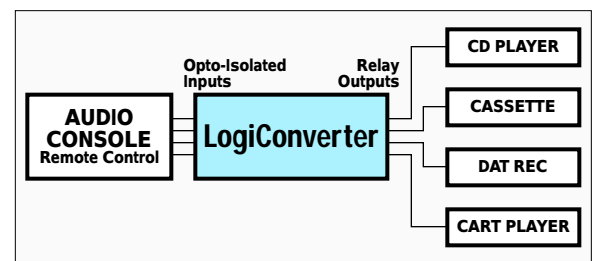 Opto-Isolated
Inputs
Relay
Outputs
AUDIO
CONSOLE
Remote Control
LogiConverter
CD PLAYER
CASSETTE
DAT REC
CART PLAYER